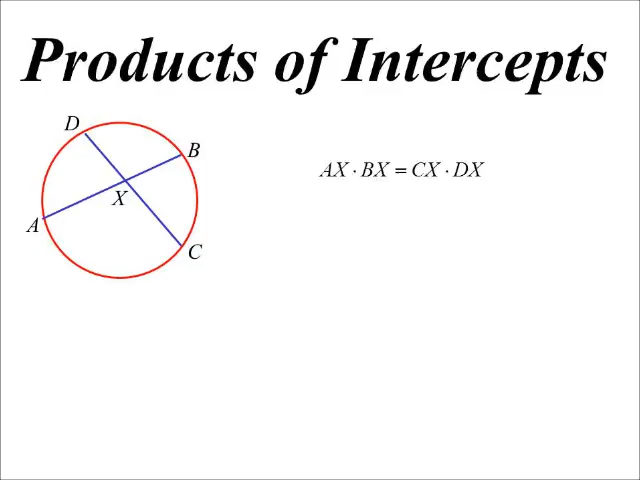 Products of Intercepts
D
B
AX · BX = CX · DX
X
A
C